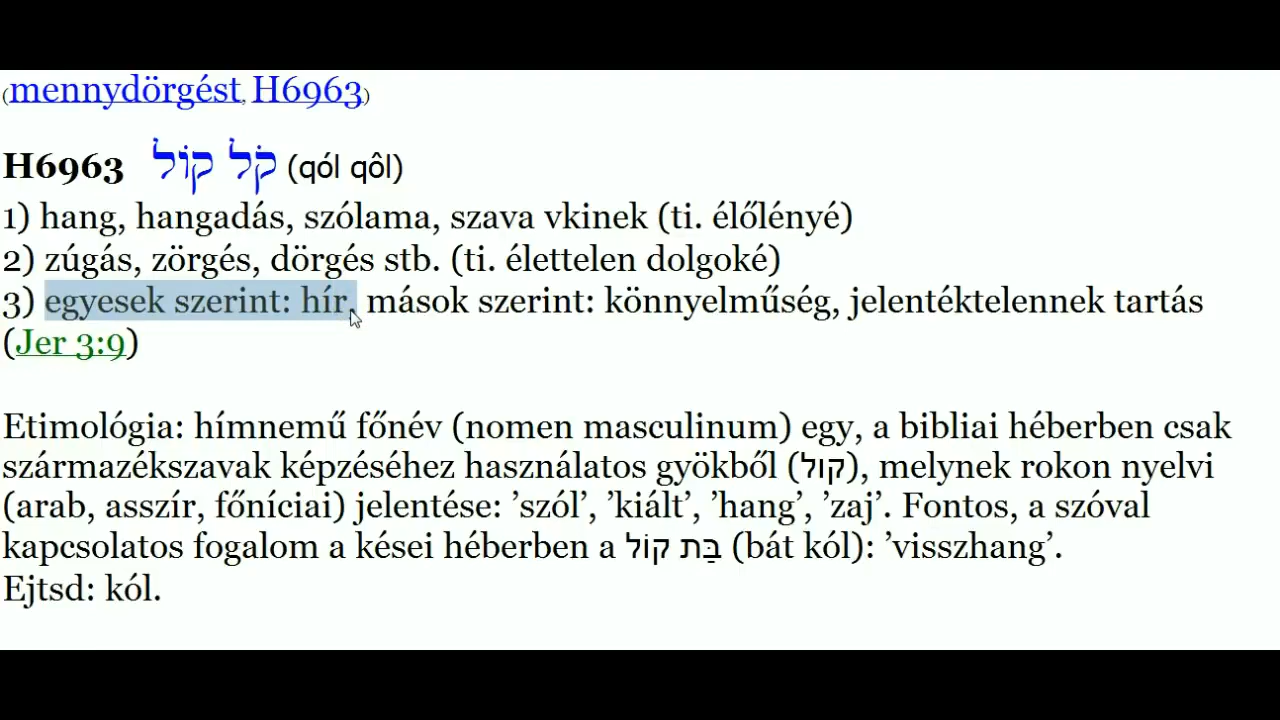 (mennydörgést, H6963)
H6963 קֹל קוֹל (qól qôl)
1) hang, hangadás, szólama, szava vkinek (ti. élőlényé)
2) zúgás, zörgés, dörgés stb. (ti. élettelen dolgoké)
3) egyesek szerint: hír, mások szerint: könnyelműség, jelentéktelennek tartás
(Jer 3:9)
Etimológia: hímnemű főnév (nomen masculinum) egy, a bibliai héberben csak
származékszavak képzéséhez használatos gyökből (קול), melynek rokon nyelvi
(arab, asszír, főníciai) jelentése: ’szól’, ’kiált’, ’hang’, ’zaj’. Fontos, a szóval
kapcsolatos fogalom a kései héberben a בַּת קוֹל (bát kól): ’visszhang’.
Ejtsd: kól.